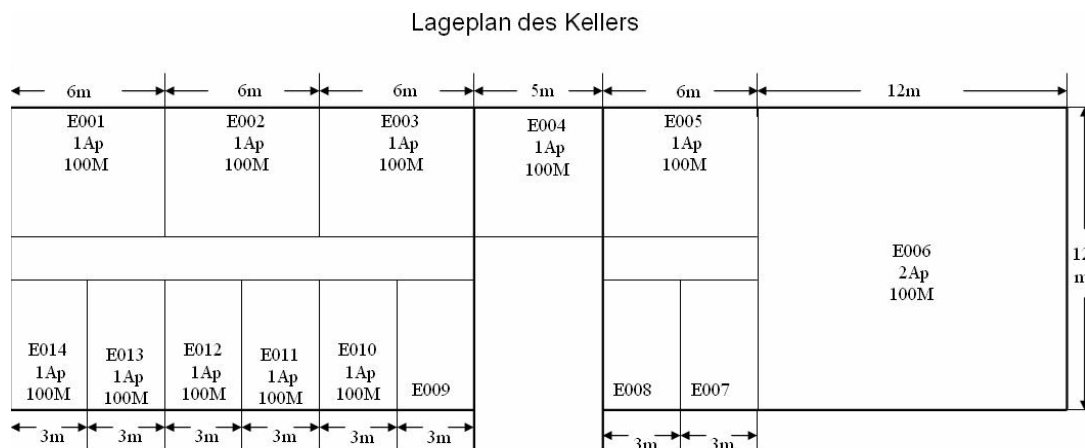 Lageplan des Kellers
6m 6m 6m 5m 6m 12m
E001
1Ap
100M
E002
1Ap
100M
E003
1Ap
100M
E004
1Ap
100M
E005
1Ap
100M
E006
2Ap
100M
12
m
E014
1Ap
100M
E013
1Ap
100M
E012
1Ap
100M
E011
1Ap
100M
E010
1Ap
100M
E009
E008
E007
3m 3m 3m 3m 3m 3m 3m 3m